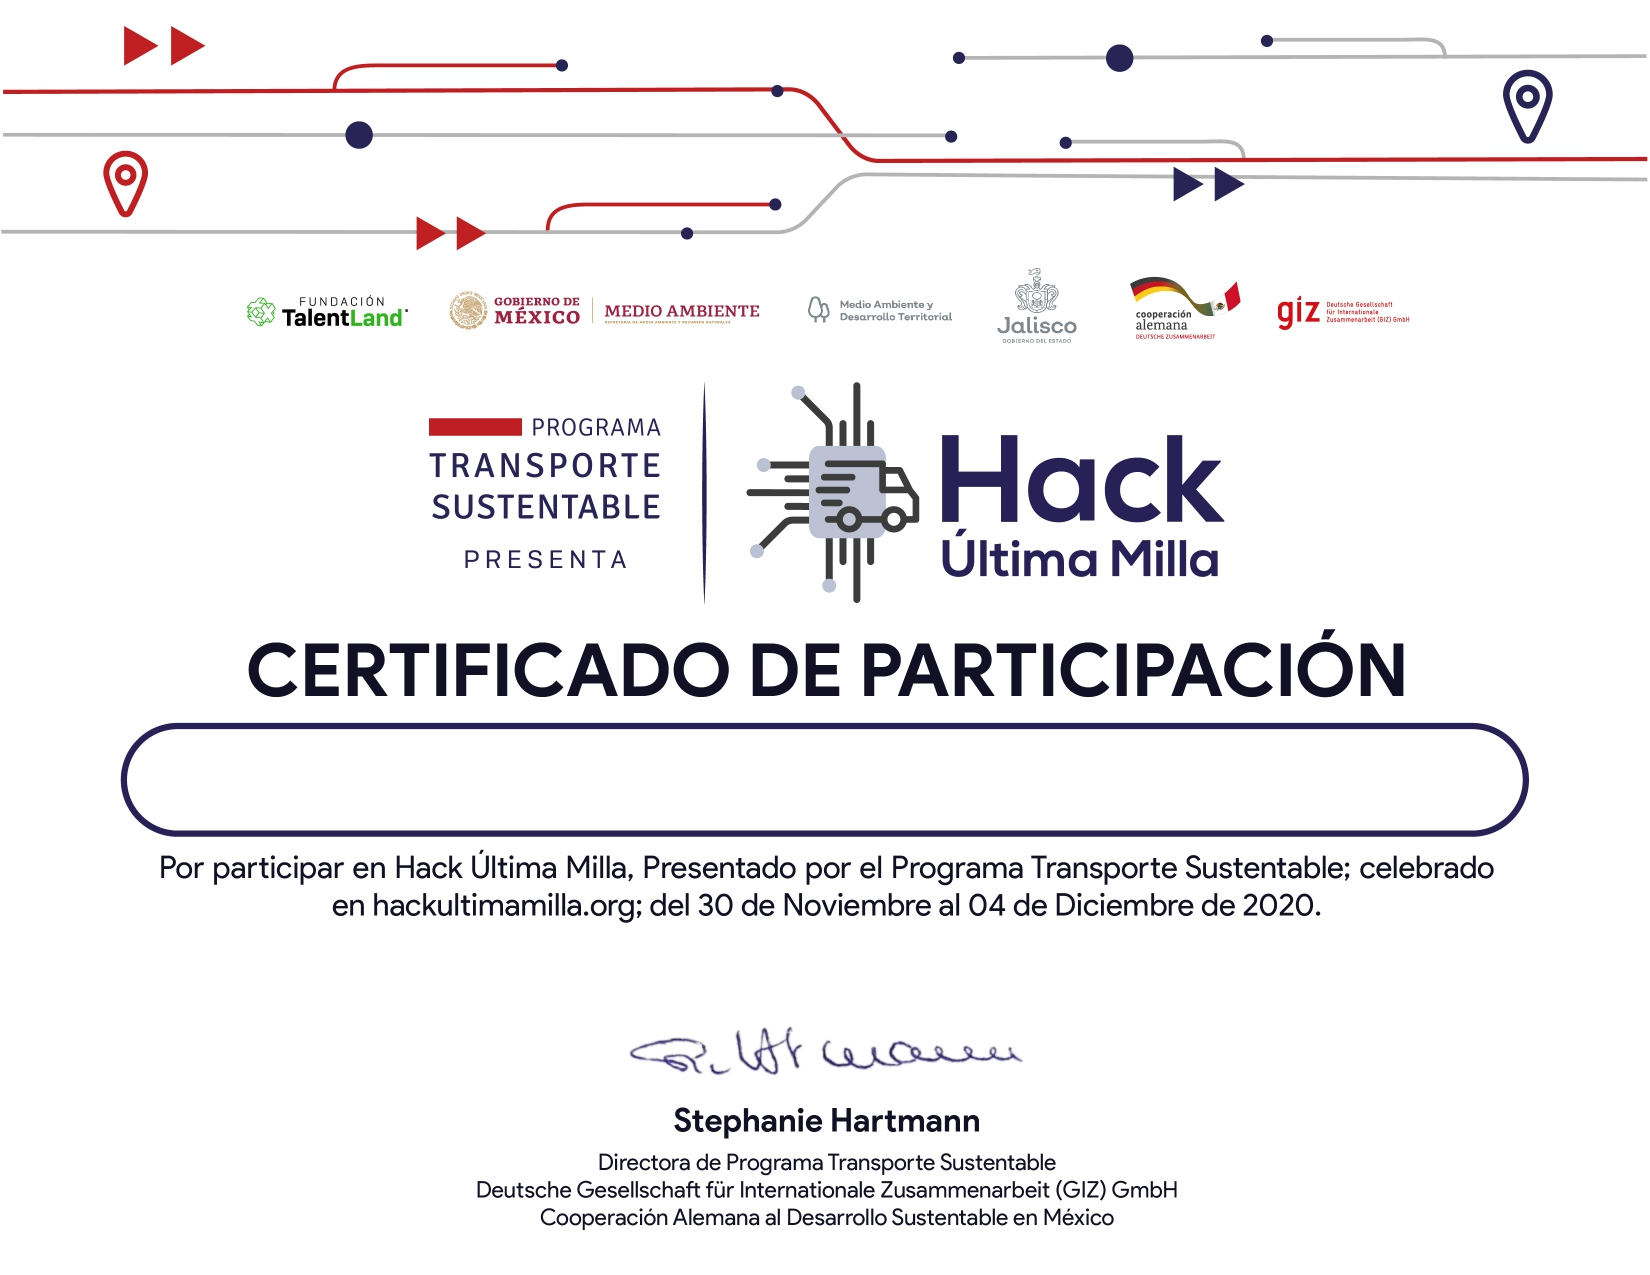 FUNDACIÓN
TalentLand
GOBIERNO DE
MÉXICO
MEDIO AMBIENTE
SECRETARÍA DE MEDIO AMBIENTE Y RECURSOS NATURALES
Medio Ambiente y
Desarrollo Territorial
Jalisco
GOBIERNO DEL ESTADO
cooperación
alemana
DEUTSCHE ZUSAMMENARBEIT
giz
Deutsche Gesellschaft
für Internationale
Zusammenarbeit (GIZ) GmbH
PROGRAMA
TRANSPORTE
SUSTENTABLE
PRESENTA
Hack
Última Milla
CERTIFICADO DE PARTICIPACIÓN
Por participar en Hack Última Milla, Presentado por el Programa Transporte Sustentable; celebrado
en hackultimamilla.org; del 30 de Noviembre al 04 de Diciembre de 2020.
Stephanie Hartmann
Directora de Programa Transporte Sustentable
Deutsche Gesellschaft für Internationale Zusammenarbeit (GIZ) GmbH
Cooperación Alemana al Desarrollo Sustentable en México